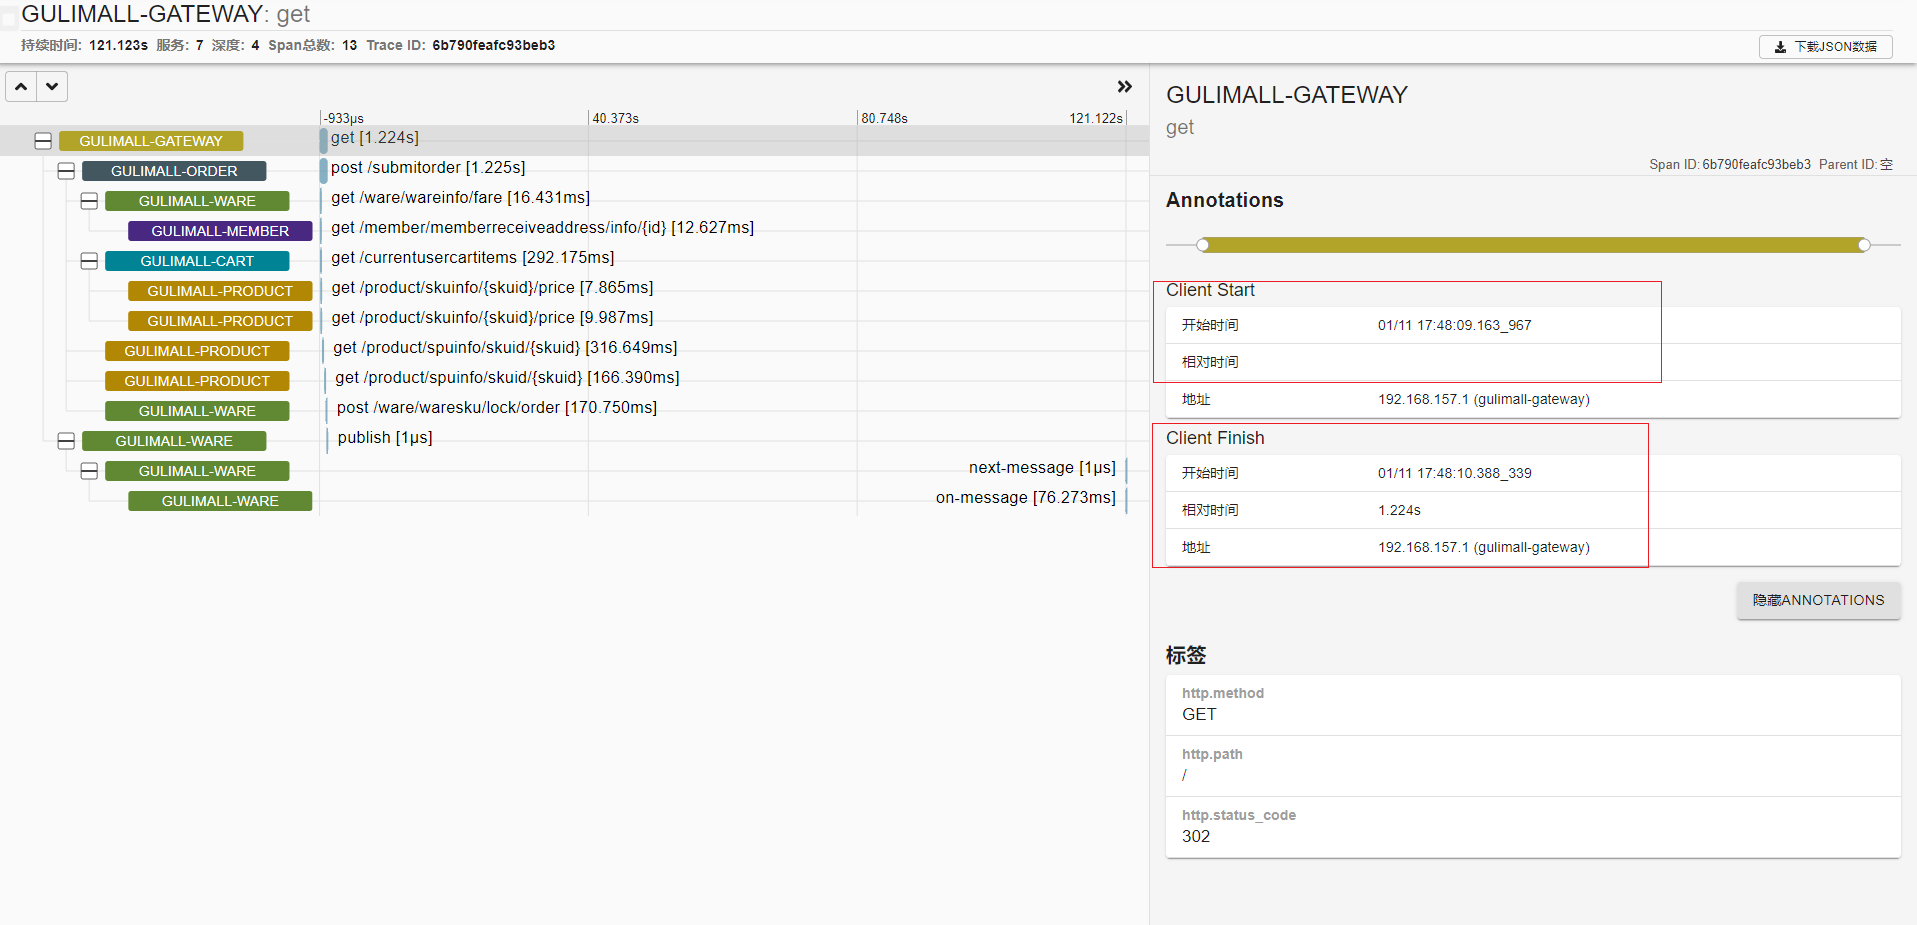 GULIMALL-GATEWAY: get
持续时间: 121.123s 服务: 7 深度: 4 Span总数: 13 Trace ID: 6b790feafc93beb3
下载JSON数据
-933μs 40.373s 80.748s 121.122s
GULIMALL-GATEWAY get [1.224s]
GULIMALL-ORDER post /submitorder [1.225s]
GULIMALL-WARE get /ware/wareinfo/fare [16.431ms]
GULIMALL-MEMBER get /member/memberreceiveaddress/info/{id} [12.627ms]
GULIMALL-CART get /currentusercartitems [292.175ms]
GULIMALL-PRODUCT get /product/skuinfo/{skuid}/price [7.865ms]
GULIMALL-PRODUCT get /product/skuinfo/{skuid}/price [9.987ms]
GULIMALL-PRODUCT get /product/spuinfo/skuid/{skuid} [316.649ms]
GULIMALL-PRODUCT get /product/spuinfo/skuid/{skuid} [166.390ms]
GULIMALL-WARE post /ware/waresku/lock/order [170.750ms]
GULIMALL-WARE publish [1μs]
GULIMALL-WARE next-message [1μs]
GULIMALL-WARE on-message [76.273ms]
GULIMALL-GATEWAY
get
Span ID: 6b790feafc93beb3 Parent ID: 空
Annotations
Client Start
开始时间 01/11 17:48:09.163_967
相对时间
地址 192.168.157.1 (gulimall-gateway)
Client Finish
开始时间 01/11 17:48:10.388_339
相对时间 1.224s
地址 192.168.157.1 (gulimall-gateway)
隐藏ANNOTATIONS
标签
http.method
GET
http.path
/
http.status_code
302